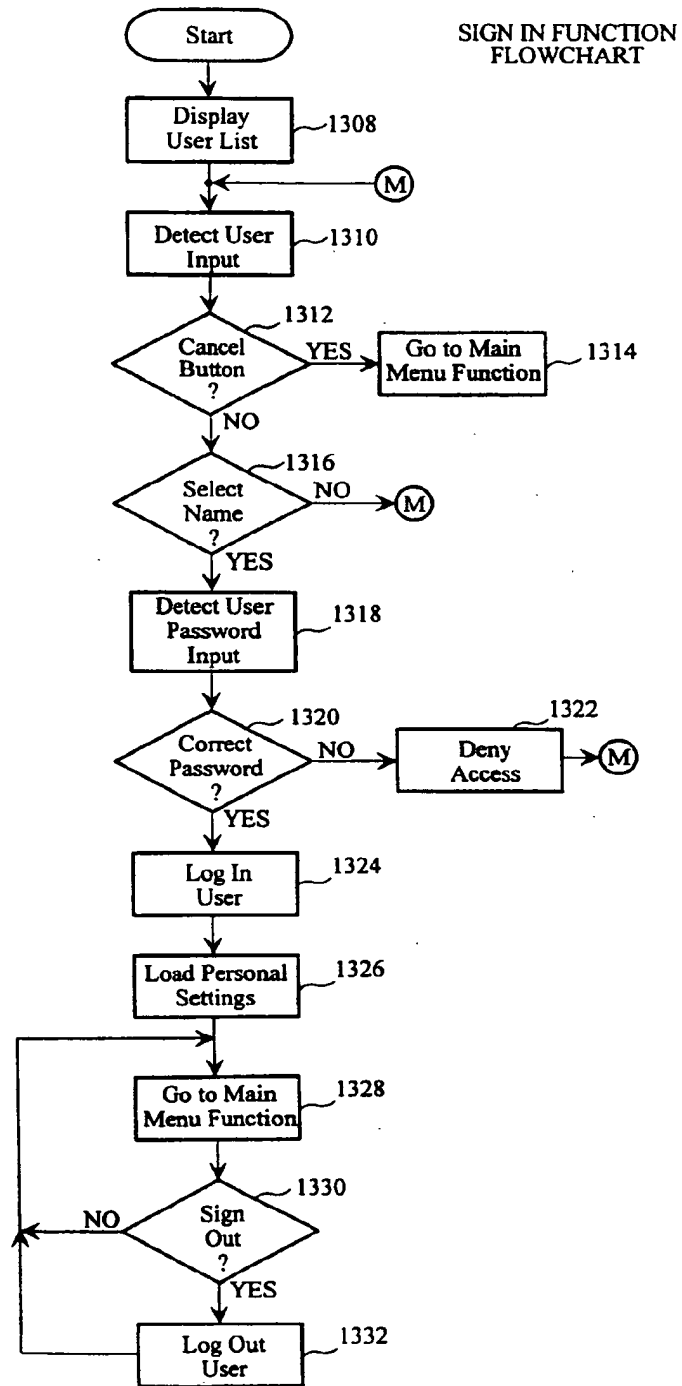 Start
SIGN IN FUNCTION
FLOWCHART
Display
User List
1308
M
Detect User
Input
1310
1312
Cancel
Button
?
YES
Go to Main
Menu Function
1314
NO
1316
Select
Name
?
NO
M
YES
Detect User
Password
Input
1318
1320
Correct
Password
?
NO
1322
Deny
Access
M
YES
Log In
User
1324
Load Personal
Settings
1326
Go to Main
Menu Function
1328
1330
NO
Sign
Out
?
YES
Log Out
User
1332